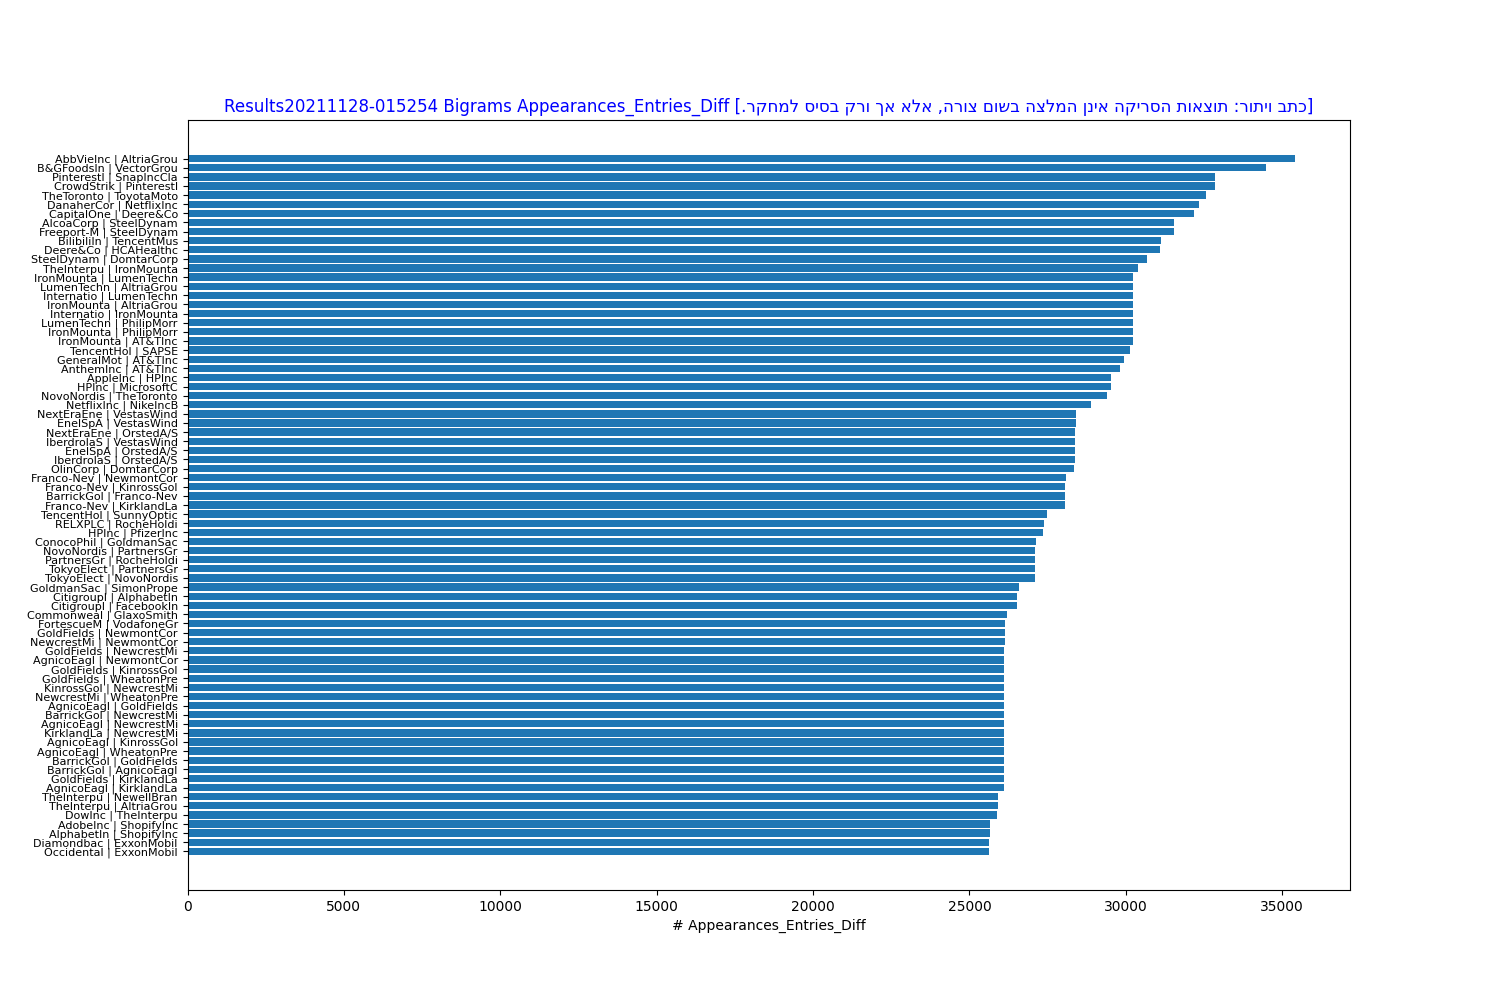 Results20211128-015254 Bigrams Appearances_Entries_Diff [כתב ויתור: תוצאות הסריקה אינן המלצה בשום צורה, אלא אך ורק בסיס למחקר.]
AbbVieInc | AltriaGrou
B&GFoodsIn | VectorGrou
PinterestI | SnapIncCla
CrowdStrik | PinterestI
TheToronto | ToyotaMoto
DanaherCor | NetflixInc
CapitalOne | Deere&Co
AlcoaCorp | SteelDynam
Freeport-M | SteelDynam
BilibiliIn | TencentMus
Deere&Co | HCAHealthc
SteelDynam | DomtarCorp
TheInterpu | IronMounta
IronMounta | LumenTechn
LumenTechn | AltriaGrou
Internatio | LumenTechn
IronMounta | AltriaGrou
Internatio | IronMounta
LumenTechn | PhilipMorr
IronMounta | PhilipMorr
IronMounta | AT&TInc
TencentHol | SAPSE
GeneralMot | AT&TInc
AnthemInc | AT&TInc
AppleInc | HPInc
HPInc | MicrosoftC
NovoNordis | TheToronto
NetflixInc | NikeIncB
NextEraEne | VestasWind
EnelSpA | VestasWind
NextEraEne | OrstedA/S
IberdrolaS | VestasWind
EnelSpA | OrstedA/S
IberdrolaS | OrstedA/S
OlinCorp | DomtarCorp
Franco-Nev | NewmontCor
Franco-Nev | KinrossGol
BarrickGol | Franco-Nev
Franco-Nev | KirklandLa
TencentHol | SunnyOptic
RELXPLC | RocheHoldi
HPInc | PfizerInc
ConocoPhil | GoldmanSac
NovoNordis | PartnersGr
PartnersGr | RocheHoldi
TokyoElect | PartnersGr
TokyoElect | NovoNordis
GoldmanSac | SimonPrope
CitigroupI | AlphabetIn
CitigroupI | FacebookIn
Commonweal | GlaxoSmith
FortescueM | VodafoneGr
GoldFields | NewmontCor
NewcrestMi | NewmontCor
GoldFields | NewcrestMi
AgnicoEagl | NewmontCor
GoldFields | KinrossGol
GoldFields | WheatonPre
KinrossGol | NewcrestMi
NewcrestMi | WheatonPre
AgnicoEagl | GoldFields
BarrickGol | NewcrestMi
AgnicoEagl | NewcrestMi
KirklandLa | NewcrestMi
AgnicoEagl | KinrossGol
AgnicoEagl | WheatonPre
BarrickGol | GoldFields
BarrickGol | AgnicoEagl
GoldFields | KirklandLa
AgnicoEagl | KirklandLa
TheInterpu | NewellBran
TheInterpu | AltriaGrou
DowInc | TheInterpu
AdobeInc | ShopifyInc
AlphabetIn | ShopifyInc
Diamondbac | ExxonMobil
Occidental | ExxonMobil
0 5000 10000 15000 20000 25000 30000 35000
# Appearances_Entries_Diff